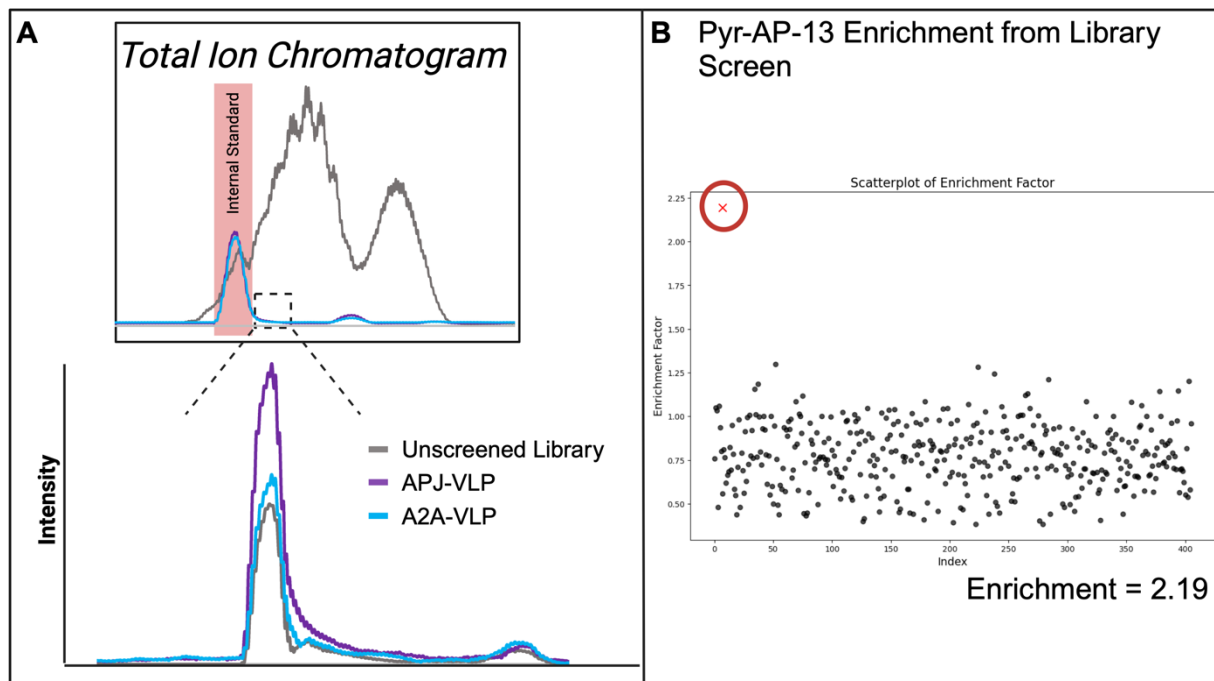 A
Total Ion Chromatogram
Internal Standard
Intensity
Unscreened Library
APJ-VLP
A2A-VLP
B Pyr-AP-13 Enrichment from Library
Screen
Scatterplot of Enrichment Factor
Enrichment Factor
2.25
2.00
1.75
1.50
1.25
1.00
0.75
0.50
0 50 100 150 200 250 300 350 400
Index
Enrichment = 2.19